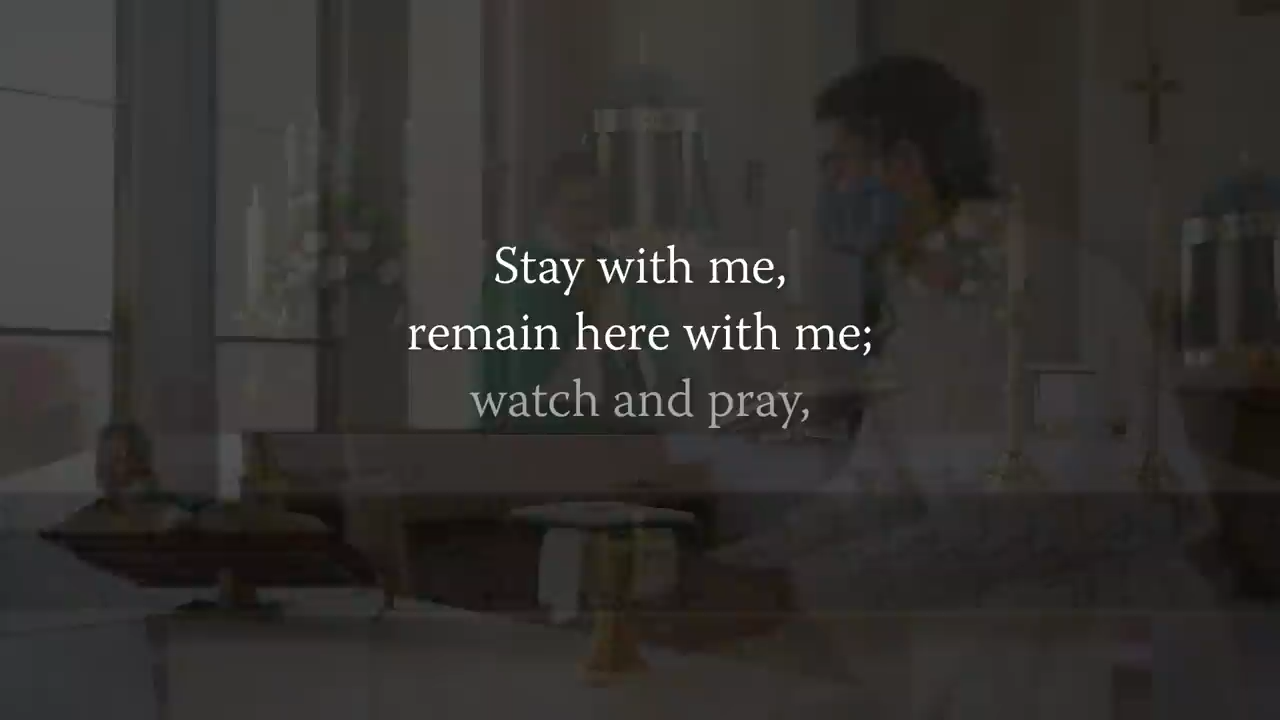 Stay with me,
remain here with me;
watch and pray,